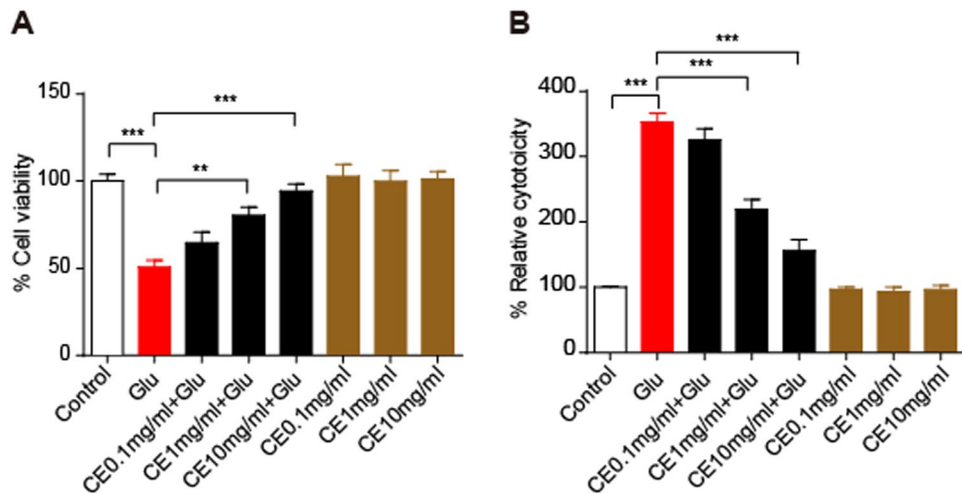 A
% Cell viability
150
100
50
0
***
***
**
Control
Glu
CE0.1mg/ml+Glu
CE1mg/ml+Glu
CE10mg/ml+Glu
CE0.1mg/ml
CE1mg/ml
CE10mg/ml
B
% Relative cytotoicity
400
300
200
100
0
***
***
***
Control
Glu
CE0.1mg/ml+Glu
CE1mg/ml+Glu
CE10mg/ml+Glu
CE0.1mg/ml
CE1mg/ml
CE10mg/ml